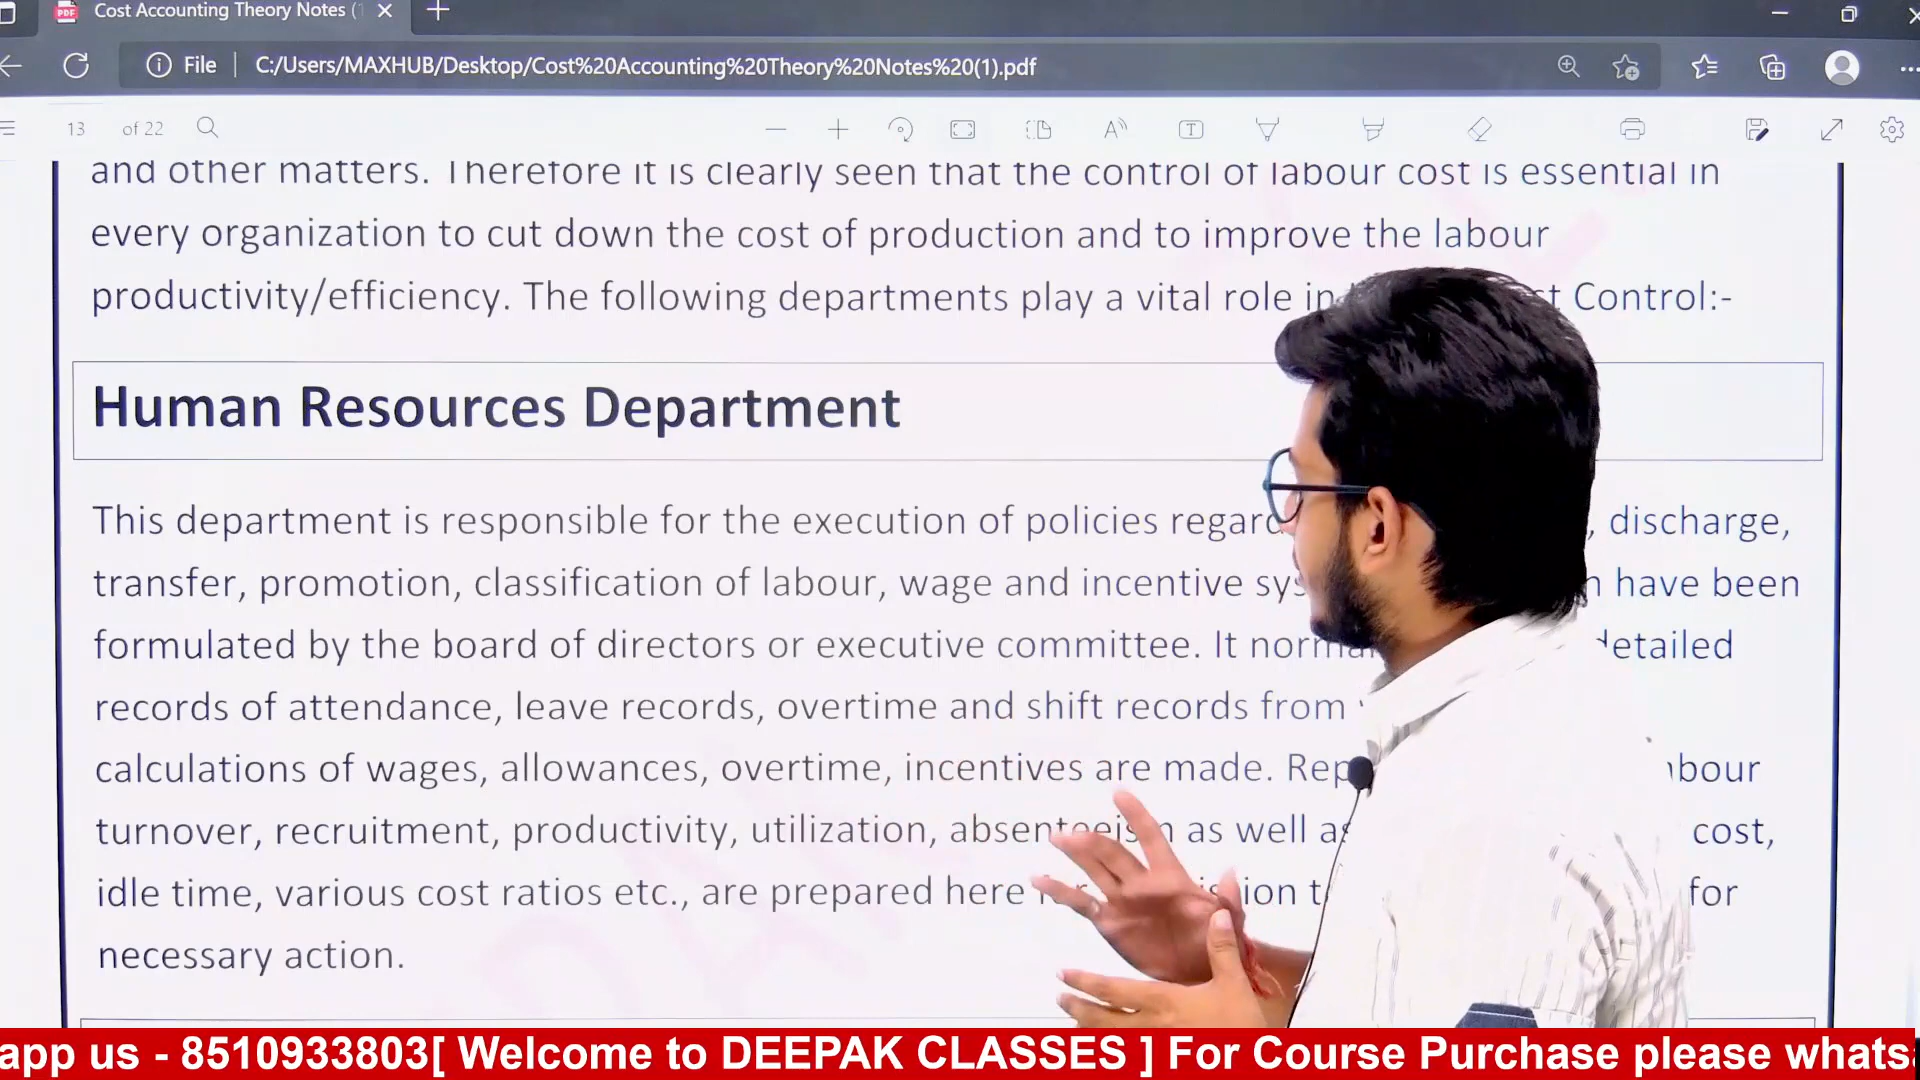 Cost Accounting Theory Notes (
File
C:/Users/MAXHUB/Desktop/Cost%20Accounting%20Theory%20Notes%20(1).pdf
13 of 22
and other matters. Therefore it is clearly seen that the control of labour cost is essential in
every organization to cut down the cost of production and to improve the labour
productivity/efficiency. The following departments play a vital role in Control:-
Human Resources Department
This department is responsible for the execution of policies discharge,
transfer, promotion, classification of labour, wage and incentive have been
formulated by the board of directors or executive committee. It detailed
records of attendance, leave records, overtime and shift records from
calculations of wages, allowances, overtime, incentives are made.
turnover, recruitment, productivity, utilization, absenteeism as well as cost,
idle time, various cost ratios etc., are prepared here for
necessary action.
app us - 8510933803[ Welcome to DEEPAK CLASSES ] For Course Purchase please whats